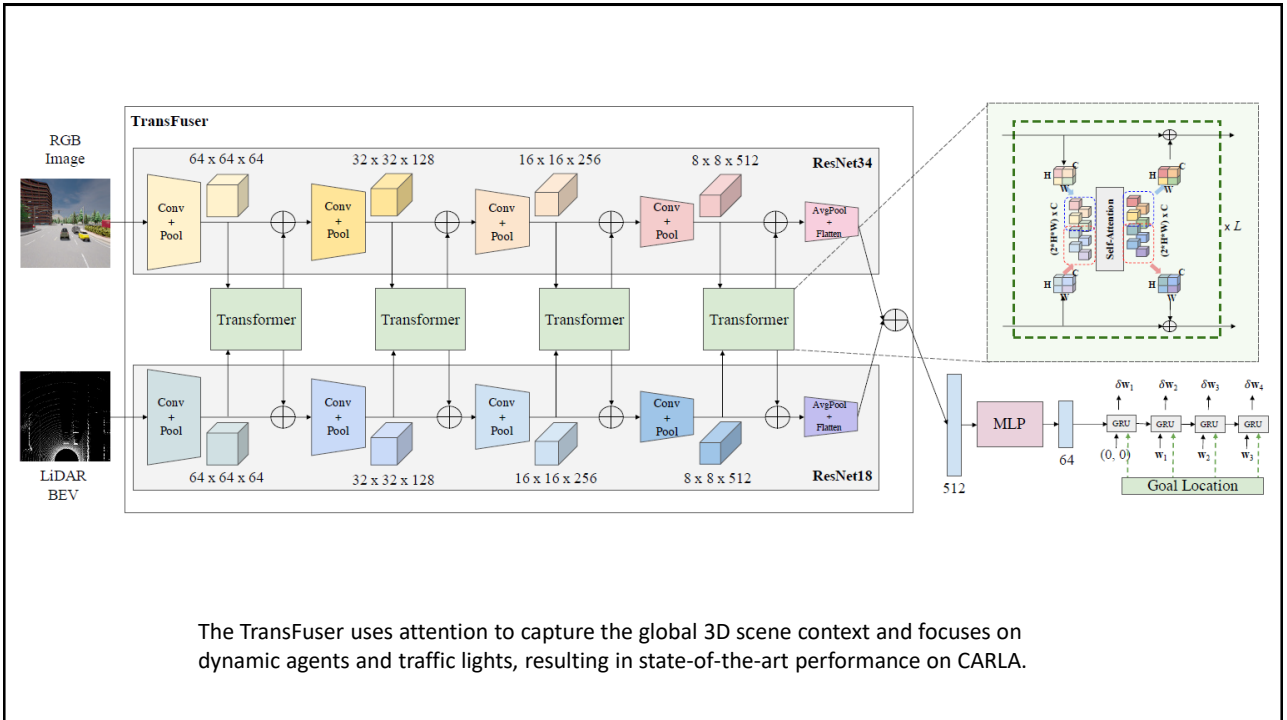 TransFuser
RGB
Image
64 x 64 x 64
32 x 32 x 128
16 x 16 x 256
8 x 8 x 512
ResNet34
Conv
+
Pool
Conv
+
Pool
Conv
+
Pool
Conv
+
Pool
AvgPool
+
Flatten
Transformer
Transformer
Transformer
Transformer
LiDAR
BEV
Conv
+
Pool
Conv
+
Pool
Conv
+
Pool
Conv
+
Pool
AvgPool
+
Flatten
64 x 64 x 64
32 x 32 x 128
16 x 16 x 256
8 x 8 x 512
ResNet18
C
H
W
(2*H*W) x C
Self-Attention
(2*H*W) x C
C
H
W
C
H
W
C
H
W
x L
512
MLP
64
δw₁ δw₂ δw₃ δw₄
GRU GRU GRU GRU
(0, 0) w₁ w₂ w₃
Goal Location
The TransFuser uses attention to capture the global 3D scene context and focuses on
dynamic agents and traffic lights, resulting in state-of-the-art performance on CARLA.